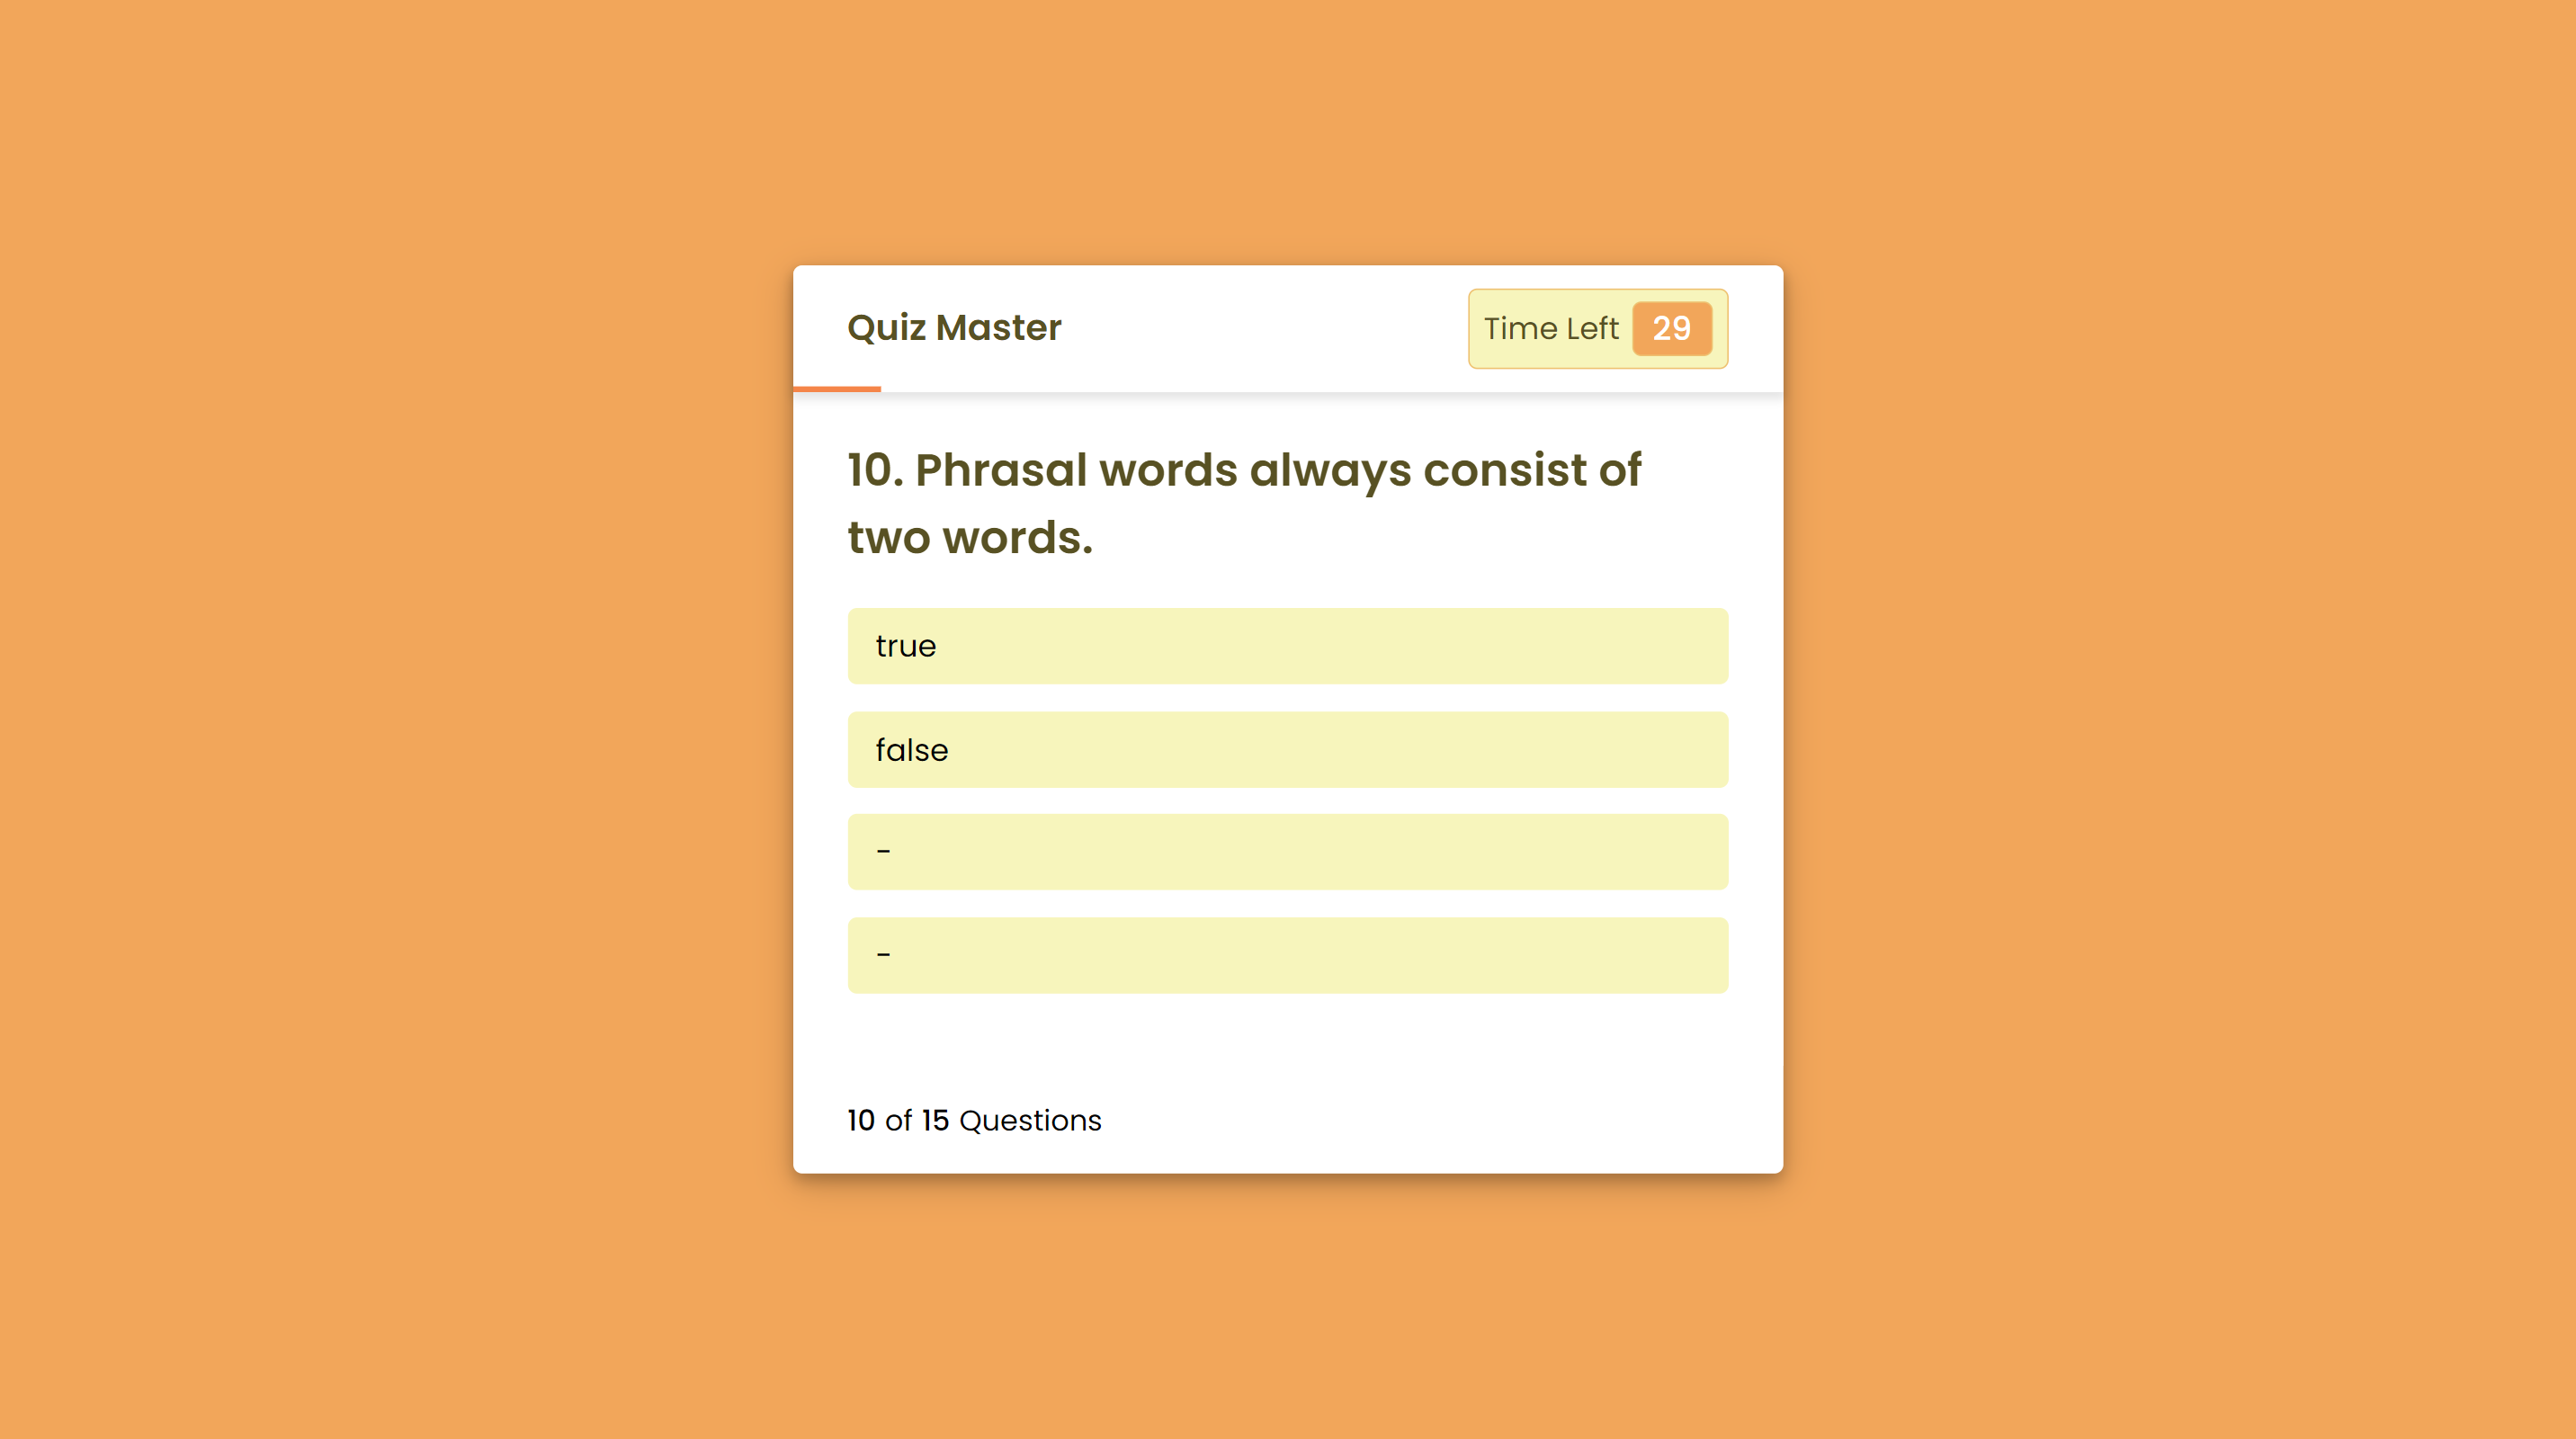 Quiz Master
Time Left 29
10. Phrasal words always consist of
two words.
true
false
-
-
10 of 15 Questions